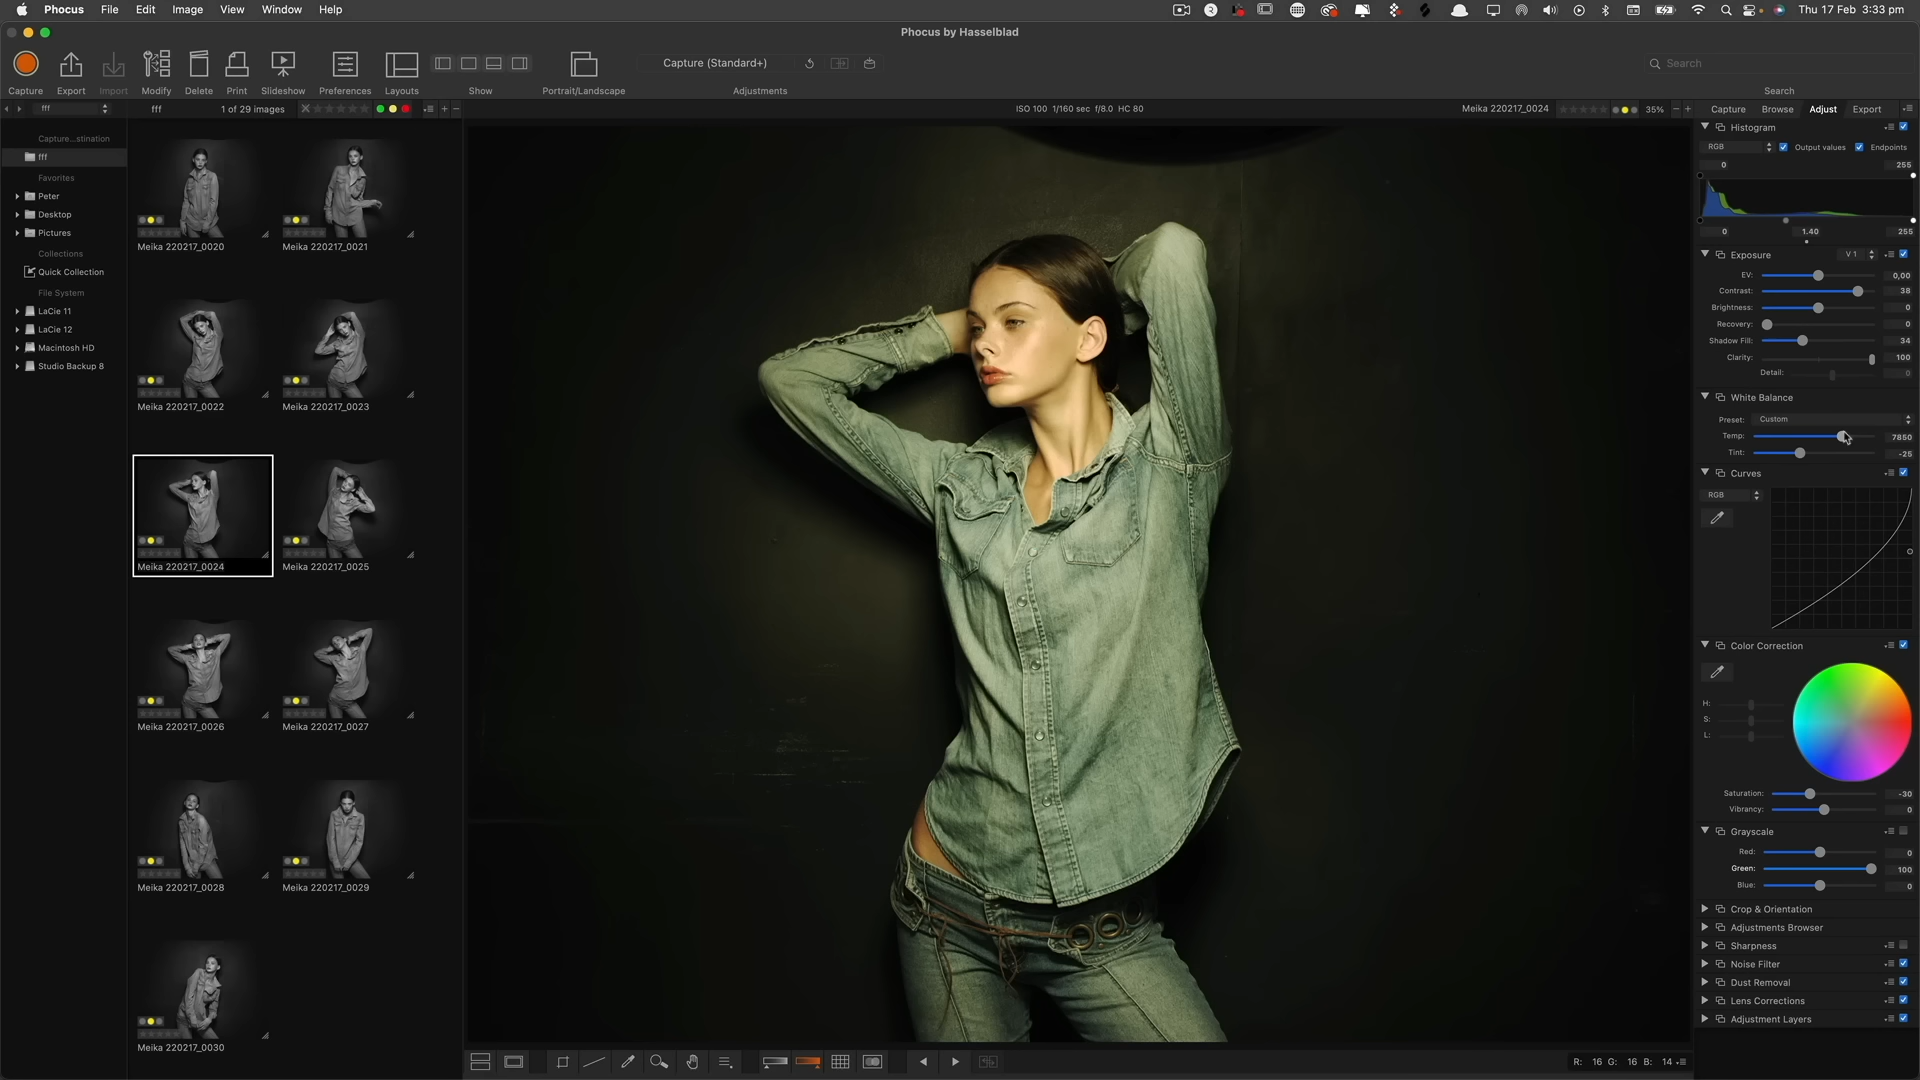 Phocus File Edit Image View Window Help Thu 17 Feb 3:33 pm
Phocus by Hasselblad
Capture (Standard+) Search
Capture Export Import Modify Delete Print Slideshow Preferences Layouts Show Portrait/Landscape Adjustments Search
fff fff 1 of 29 images ISO 100 1/160 sec f/8.0 HC 80 Meika 220217_0024 35% Capture Browse Adjust Export
Capture...stination
fff
Favorites
Peter
Desktop
Pictures
Collections
Quick Collection
File System
LaCie 11
LaCie 12
Macintosh HD
Studio Backup 8
Meika 220217_0020 Meika 220217_0021
Meika 220217_0022 Meika 220217_0023
Meika 220217_0024 Meika 220217_0025
Meika 220217_0026 Meika 220217_0027
Meika 220217_0028 Meika 220217_0029
Meika 220217_0030
Histogram
RGB Output values Endpoints
0 255
0 1.40 255
Exposure V 1
EV: 0,00
Contrast: 38
Brightness: 0
Recovery: 0
Shadow Fill: 34
Clarity: 100
Detail: 0
White Balance
Preset: Custom
Temp: 7850
Tint: -25
Curves
RGB
Color Correction
H:
S:
L:
Saturation: -30
Vibrancy: 0
Grayscale
Red: 0
Green: 100
Blue: 0
Crop & Orientation
Adjustments Browser
Sharpness
Noise Filter
Dust Removal
Lens Corrections
Adjustment Layers
R: 16 G: 16 B: 14